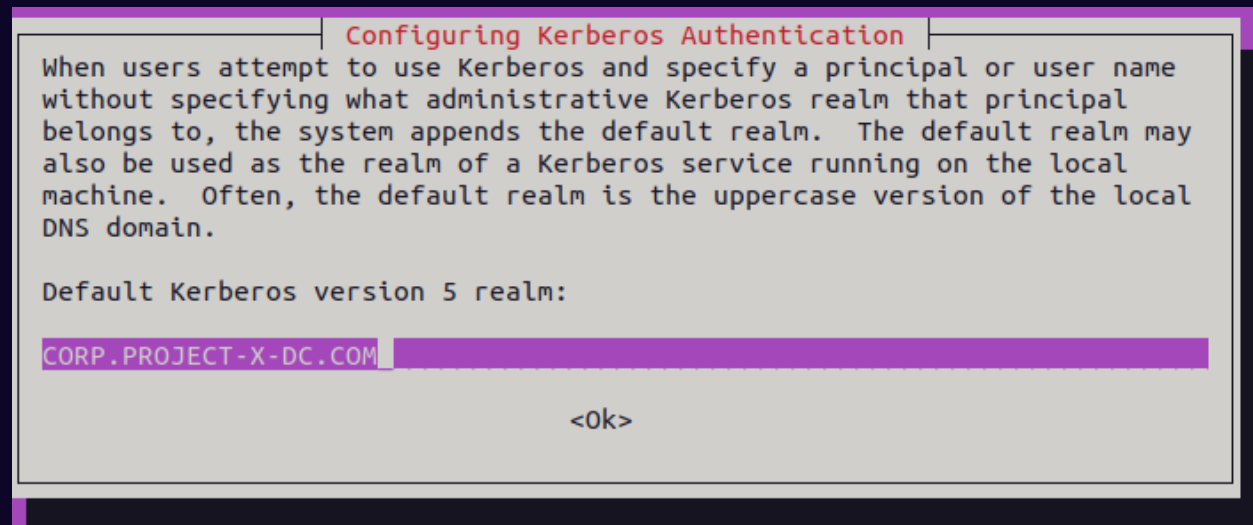 Configuring Kerberos Authentication
When users attempt to use Kerberos and specify a principal or user name
without specifying what administrative Kerberos realm that principal
belongs to, the system appends the default realm.  The default realm may
also be used as the realm of a Kerberos service running on the local
machine.  Often, the default realm is the uppercase version of the local
DNS domain.
Default Kerberos version 5 realm:
CORP.PROJECT-X-DC.COM
<Ok>